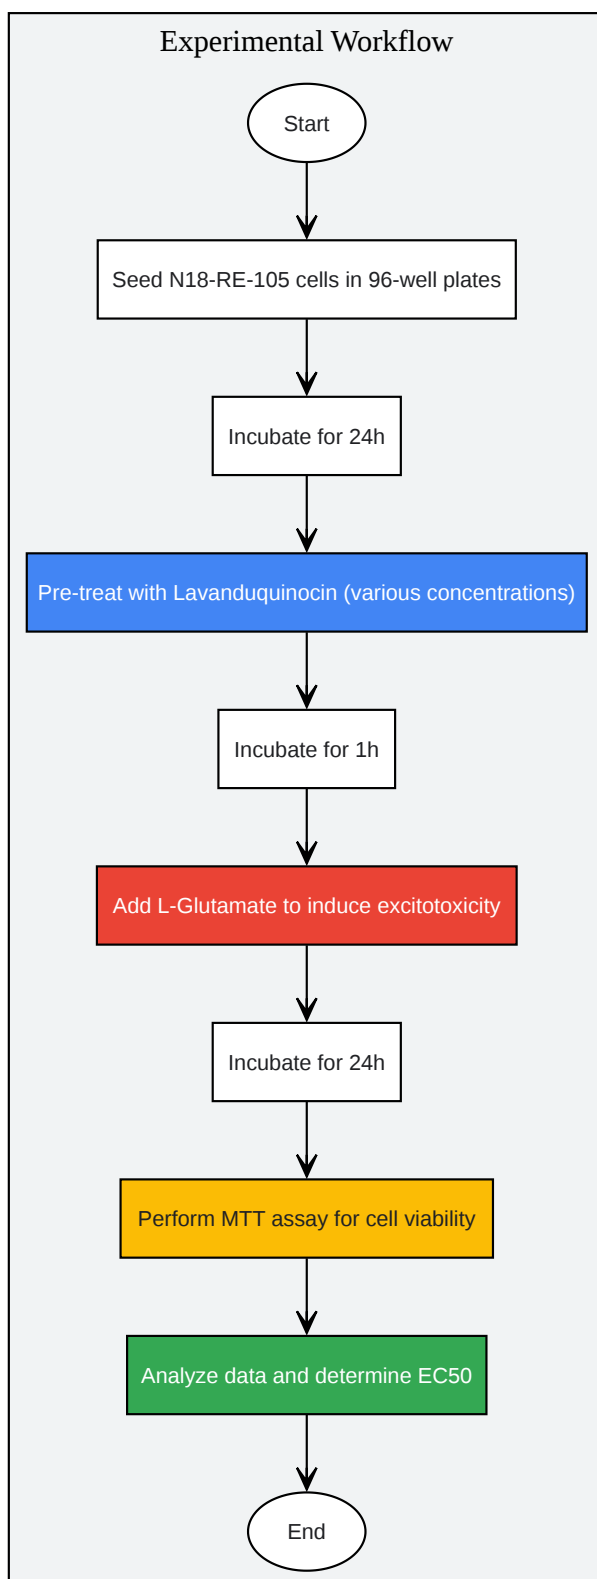 Experimental Workflow
Start
Seed N18-RE-105 cells in 96-well plates
Incubate for 24h
Pre-treat with Lavanduquinocin (various concentrations)
Incubate for 1h
Add L-Glutamate to induce excitotoxicity
Incubate for 24h
Perform MTT assay for cell viability
Analyze data and determine EC50
End